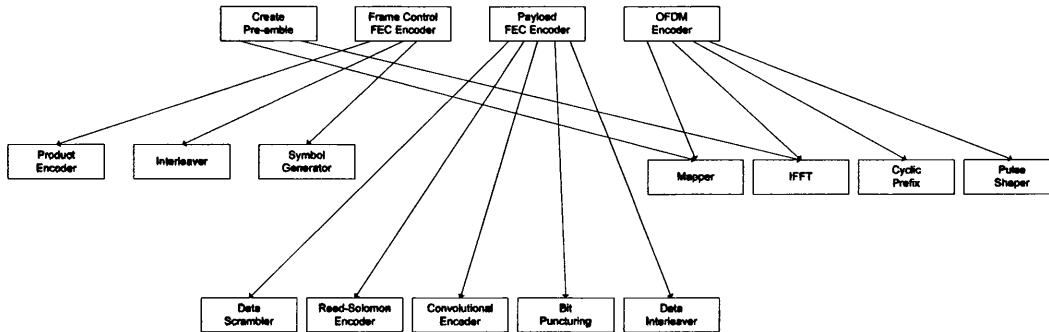 Create
Pre-amble
Frame Control
FEC Encoder
Payload
FEC Encoder
OFDM
Encoder
Product
Encoder
Interleaver
Symbol
Generator
Mapper
IFFT
Cyclic
Prefix
Pulse
Shaper
Data
Scrambler
Reed-Solomon
Encoder
Convolutional
Encoder
Bit
Puncturing
Data
Interleaver